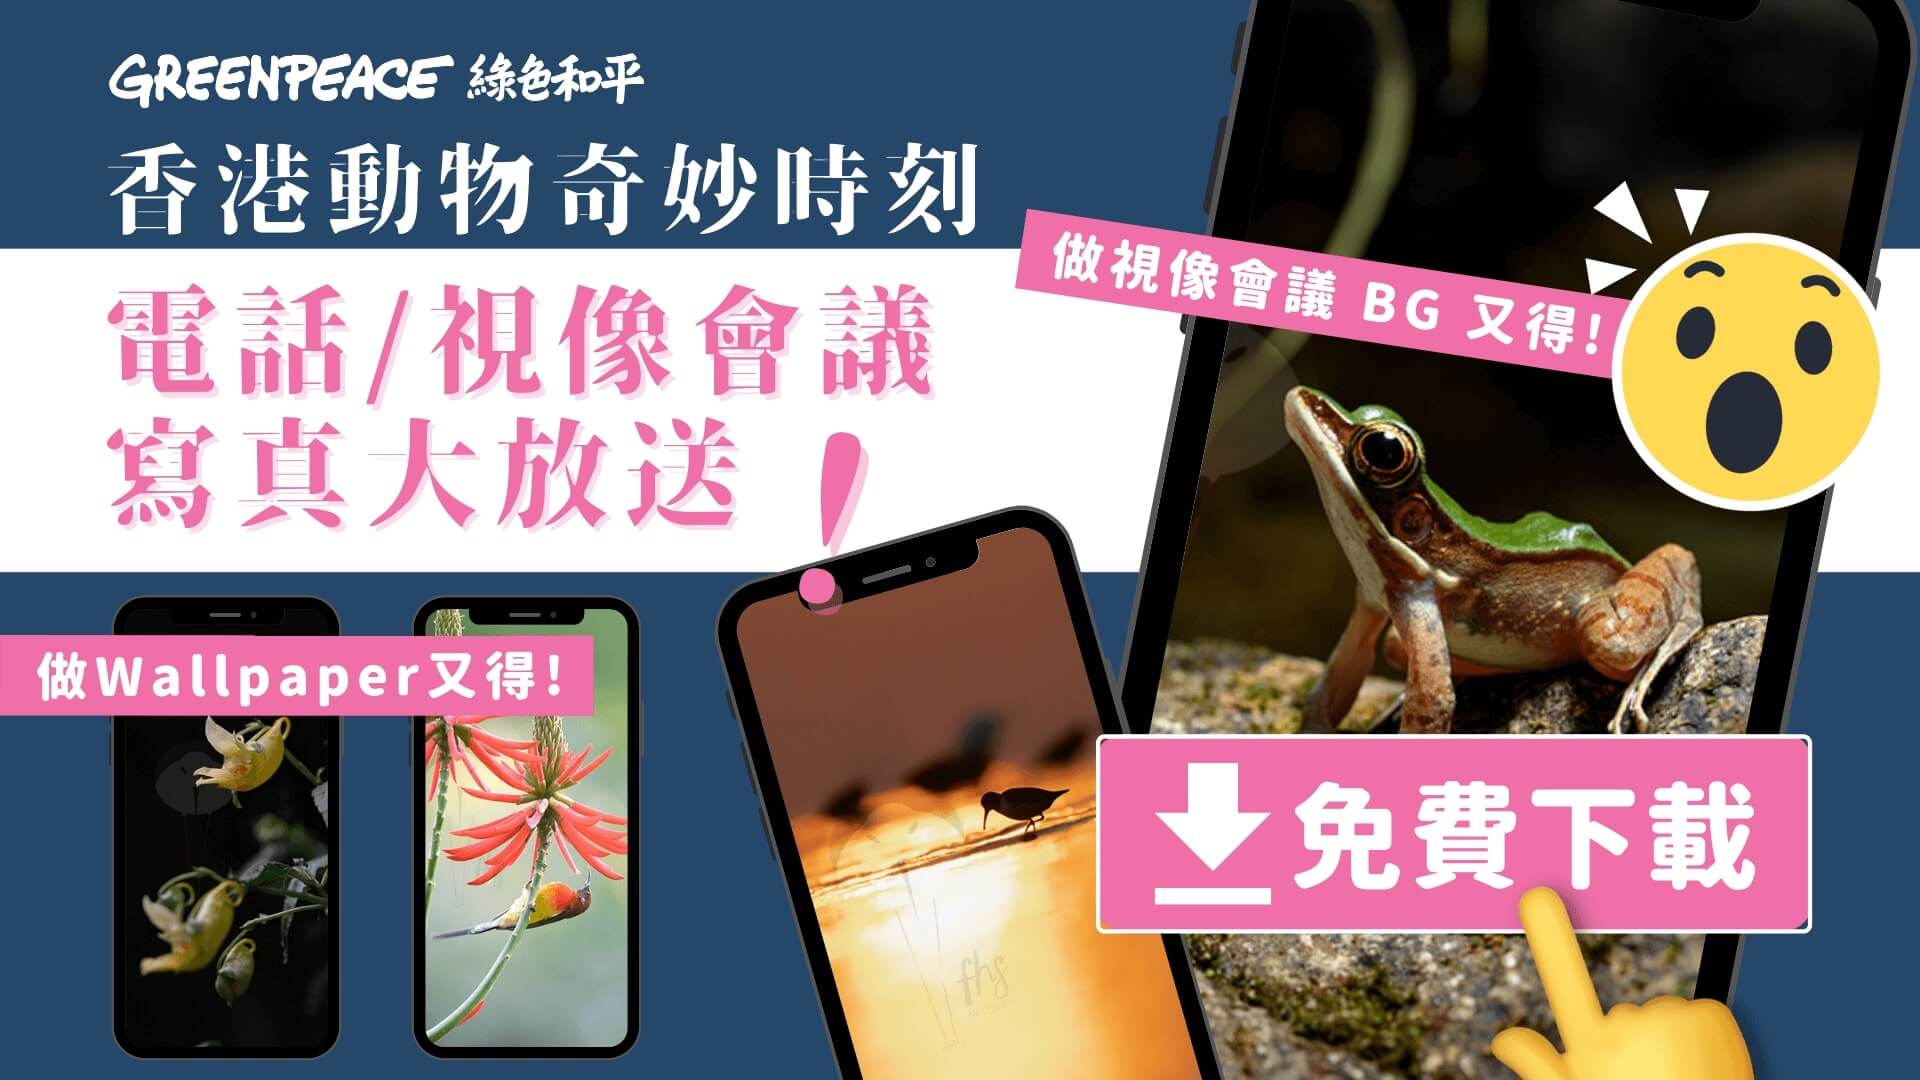 GREENPEACE 綠色和平
香港動物奇妙時刻
電話/視像會議
寫真大放送！
做視像會議 BG 又得!
做Wallpaper又得!
免費下載
fhs